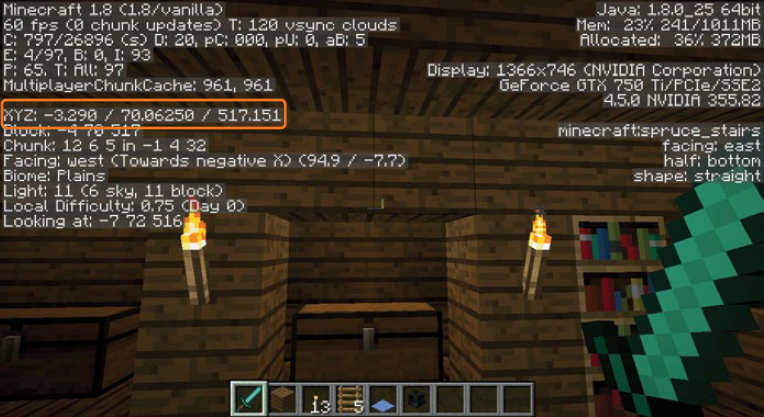 Minecraft 1.8 (1.8/vanilla)
60 fps (0 chunk updates) T: 120 vsync clouds
C: 797/26896 (s) D: 20, pC: 000, pU: 0, aB: 5
E: 4/97, B: 0, I: 93
P: 65, T: All: 97
MultiplayerChunkCache: 961, 961
XYZ: -3.290 / 70.06250 / 517.151
Block: -4 70 517
Chunk: 12 6 5 in -1 4 32
Facing: west (Towards negative X) (94.9 / -7.7)
Biome: Plains
Light: 11 (6 sky, 11 block)
Local Difficulty: 0.75 (Day 0)
Looking at: -7 72 516
Java: 1.8.0_25 64bit
Mem: 23% 241/1011MB
Allocated: 36% 372MB
Display: 1366x746 (NVIDIA Corporation)
GeForce GTX 750 Ti/PCIe/SSE2
4.5.0 NVIDIA 355.82
minecraft:spruce_stairs
facing: east
half: bottom
shape: straight
13 5